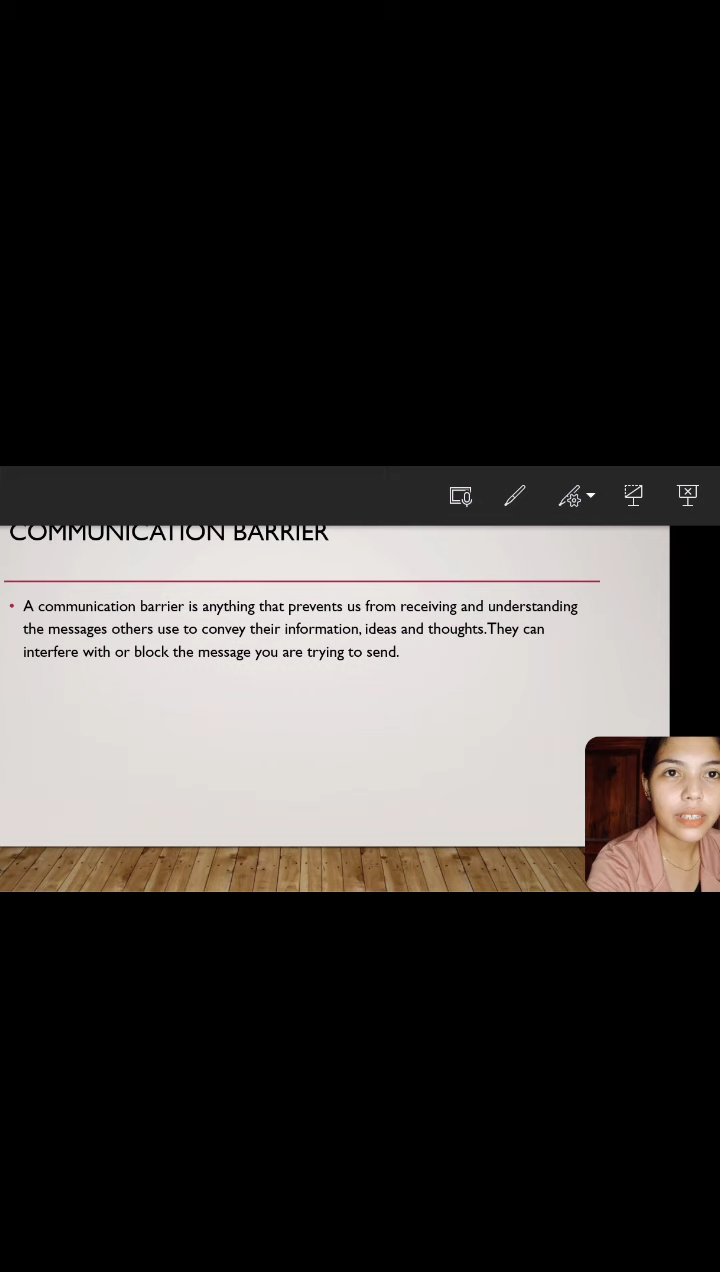 COMMUNICATION BARRIER
• A communication barrier is anything that prevents us from receiving and understanding
the messages others use to convey their information, ideas and thoughts.They can
interfere with or block the message you are trying to send.